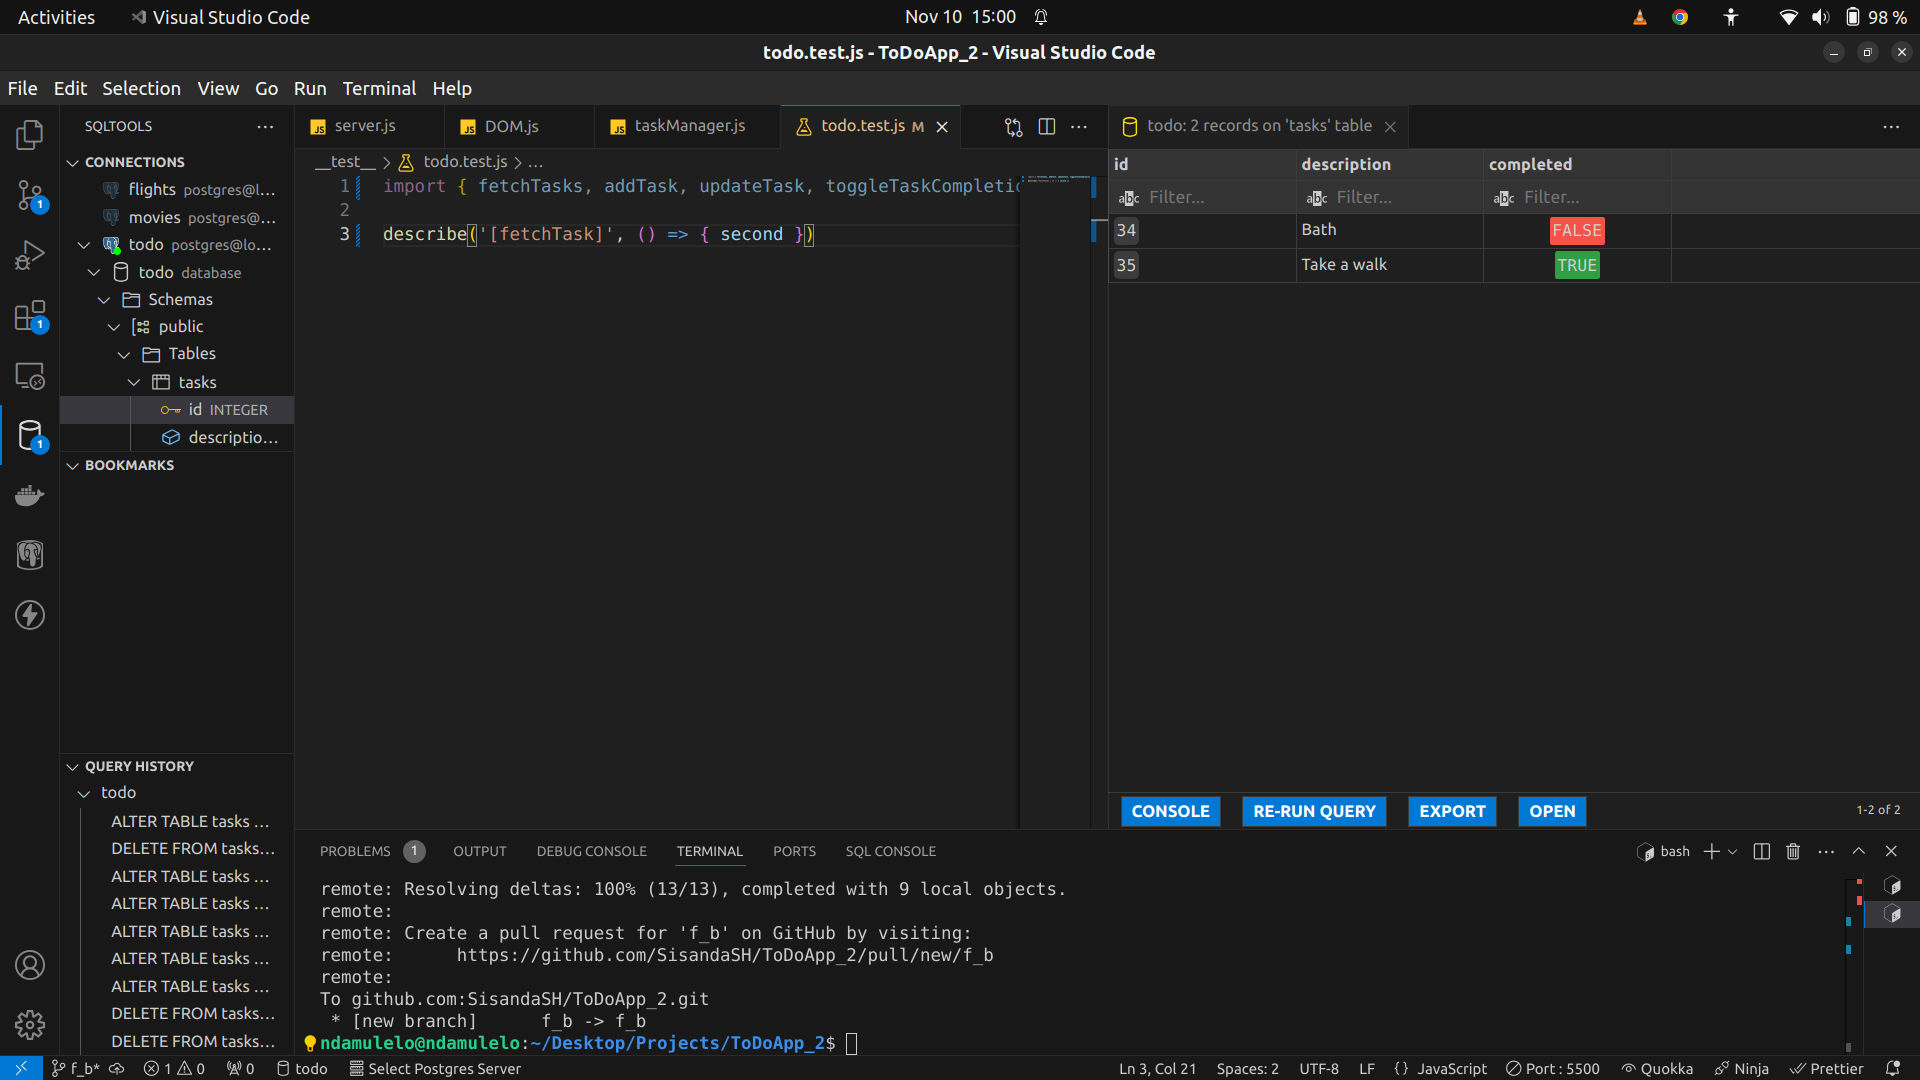 Activities
Visual Studio Code
Nov 10 15:00
98 %
todo.test.js - ToDoApp_2 - Visual Studio Code
File Edit Selection View Go Run Terminal Help
SQLTOOLS
CONNECTIONS
flights postgres@l...
movies postgres@...
todo postgres@lo...
todo database
Schemas
public
Tables
tasks
id INTEGER
descriptio...
BOOKMARKS
QUERY HISTORY
todo
ALTER TABLE tasks ...
DELETE FROM tasks...
ALTER TABLE tasks ...
ALTER TABLE tasks ...
ALTER TABLE tasks ...
ALTER TABLE tasks ...
ALTER TABLE tasks ...
DELETE FROM tasks...
DELETE FROM tasks...
1
1
1
JS server.js
JS DOM.js
JS taskManager.js
todo.test.js M
__test__ > todo.test.js > ...
1 import { fetchTasks, addTask, updateTask, toggleTaskCompletio
2
3 describe('[fetchTask]', () => { second })
todo: 2 records on 'tasks' table
id description completed
abc Filter... abc Filter... abc Filter...
34 Bath FALSE
35 Take a walk TRUE
CONSOLE RE-RUN QUERY EXPORT OPEN 1-2 of 2
PROBLEMS 1 OUTPUT DEBUG CONSOLE TERMINAL PORTS SQL CONSOLE
bash
remote: Resolving deltas: 100% (13/13), completed with 9 local objects.
remote:
remote: Create a pull request for 'f_b' on GitHub by visiting:
remote:      https://github.com/SisandaSH/ToDoApp_2/pull/new/f_b
remote:
To github.com:SisandaSH/ToDoApp_2.git
 * [new branch]      f_b -> f_b
ndamulelo@ndamulelo:~/Desktop/Projects/ToDoApp_2$
f_b* 1 0 0 todo Select Postgres Server
Ln 3, Col 21 Spaces: 2 UTF-8 LF {} JavaScript Port : 5500 Quokka Ninja Prettier